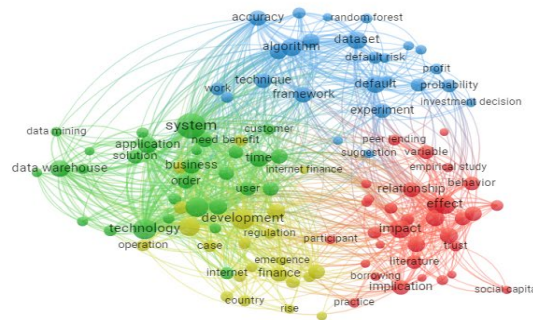 accuracy
random forest
algorithm
dataset
default risk
technique
work
framework
default
profit
probability
investment decision
experiment
system
customer
need benefit
data mining
application
solution
data warehouse
business
time
order
internet finance
suggestion
peer lending
variable
empirical study
relationship
behavior
user
effect
development
technology
operation
case
regulation
participant
impact
trust
emergence
internet
finance
literature
borrowing
implication
social capita
country
rise
practice